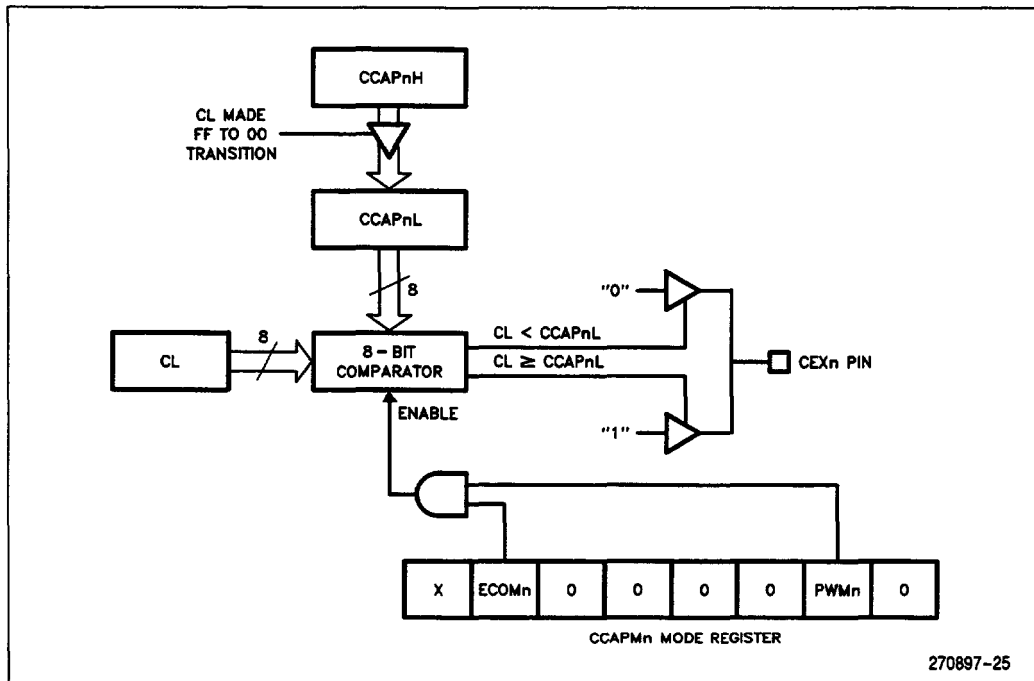 CCAPnH
CL MADE
FF TO 00
TRANSITION
CCAPnL
8
"0"
8
CL
8-BIT
COMPARATOR
CL < CCAPnL
CL ≥ CCAPnL
CEXn PIN
ENABLE
"1"
X ECOMn 0 0 0 0 PWMn 0
CCAPMn MODE REGISTER
270897-25